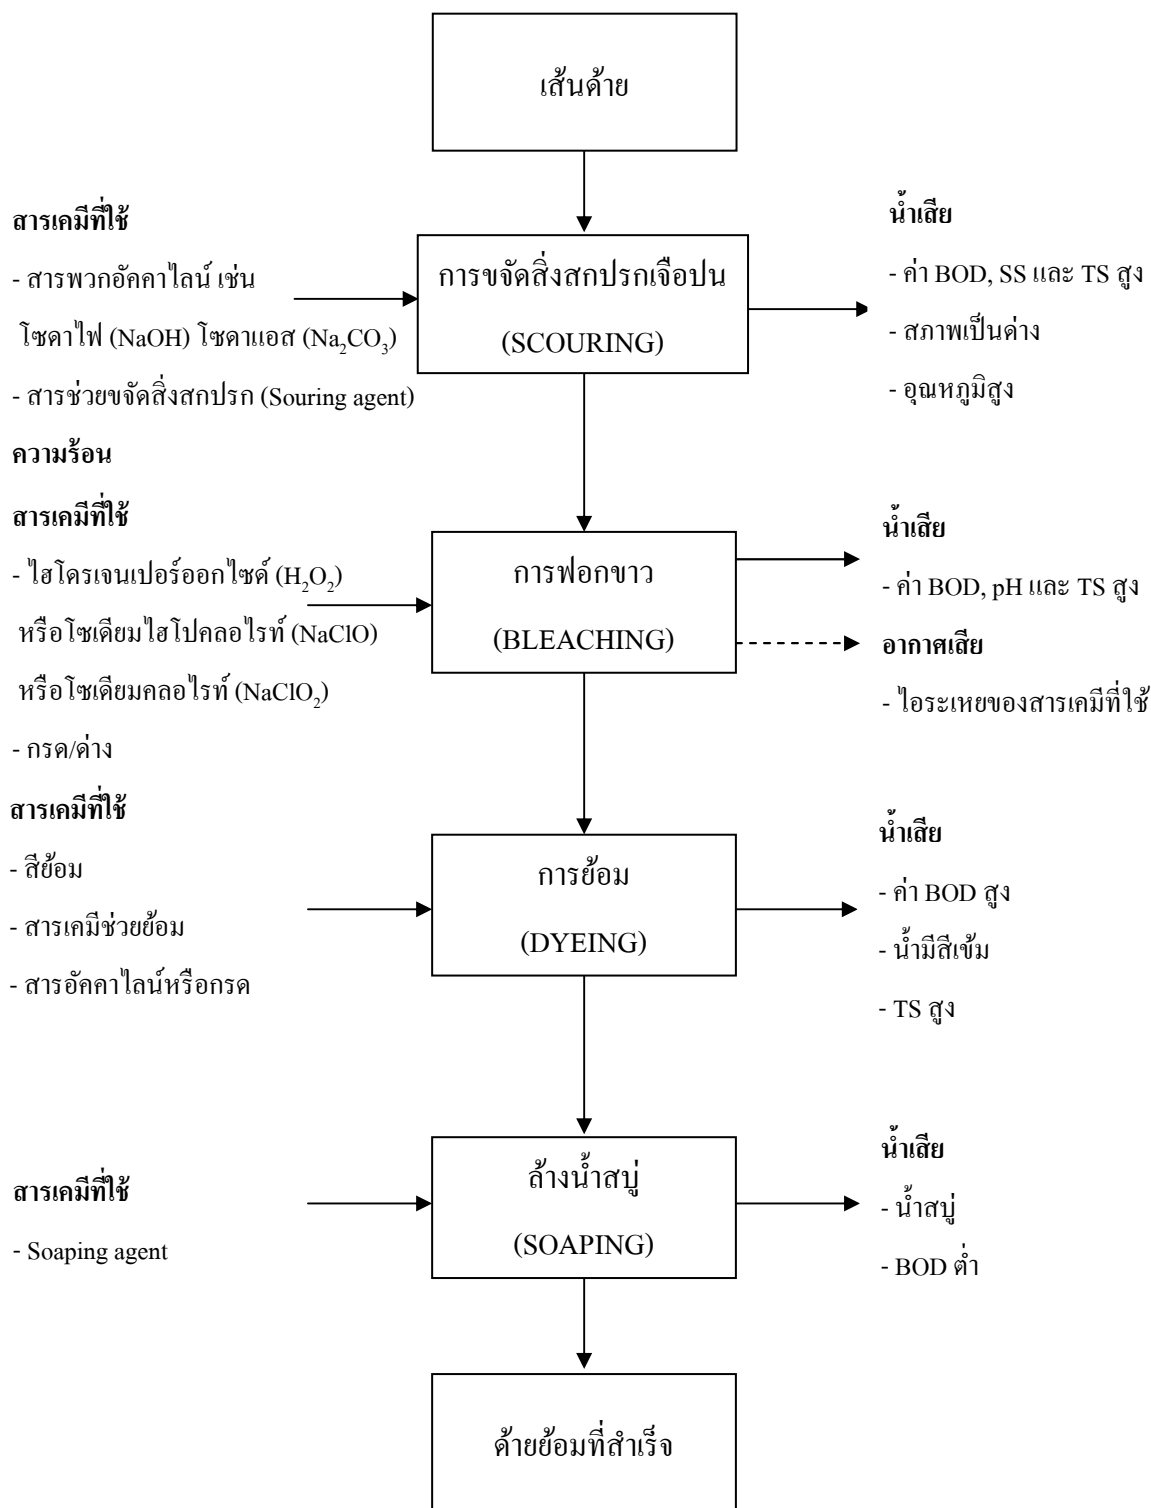 เส้นด้าย
สารเคมีที่ใช้
- สารพวกอัคคาไลน์ เช่น
โซดาไฟ (NaOH) โซดาแอส (Na₂CO₃)
- สารช่วยขจัดสิ่งสกปรก (Souring agent)
ความร้อน
การขจัดสิ่งสกปรกเจือปน
(SCOURING)
น้ำเสีย
- ค่า BOD, SS และ TS สูง
- สภาพเป็นด่าง
- อุณหภูมิสูง
สารเคมีที่ใช้
- ไฮโดรเจนเปอร์ออกไซด์ (H₂O₂)
หรือโซเดียมไฮโปคลอไรท์ (NaClO)
หรือโซเดียมคลอไรท์ (NaClO₂)
- กรด/ด่าง
การฟอกขาว
(BLEACHING)
น้ำเสีย
- ค่า BOD, pH และ TS สูง
อากาศเสีย
- ไอระเหยของสารเคมีที่ใช้
สารเคมีที่ใช้
- สีย้อม
- สารเคมีช่วยย้อม
- สารอัคคาไลน์หรือกรด
การย้อม
(DYEING)
น้ำเสีย
- ค่า BOD สูง
- น้ำมีสีเข้ม
- TS สูง
สารเคมีที่ใช้
- Soaping agent
ล้างน้ำสบู่
(SOAPING)
น้ำเสีย
- น้ำสบู่
- BOD ต่ำ
ด้ายย้อมที่สำเร็จ